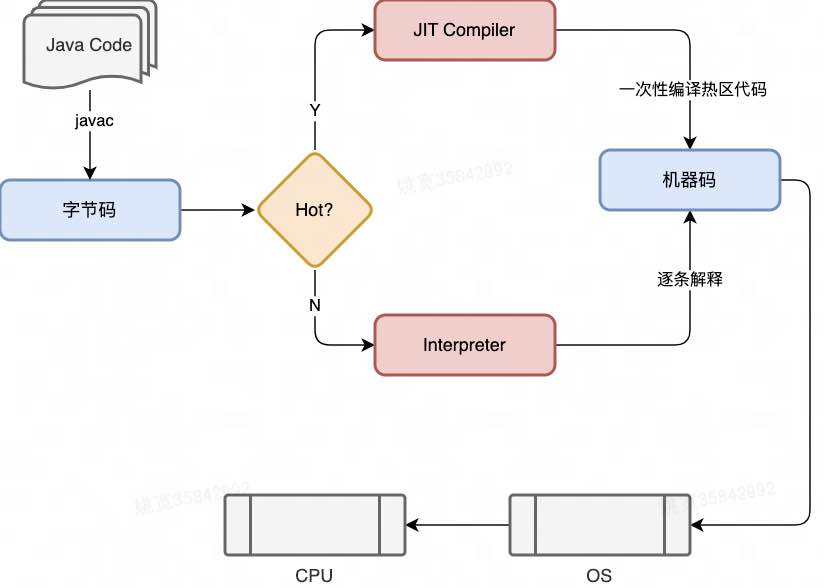 Java Code
JIT Compiler
一次性编译热区代码
javac
Y
字节码
Hot?
机器码
N
逐条解释
Interpreter
CPU
OS